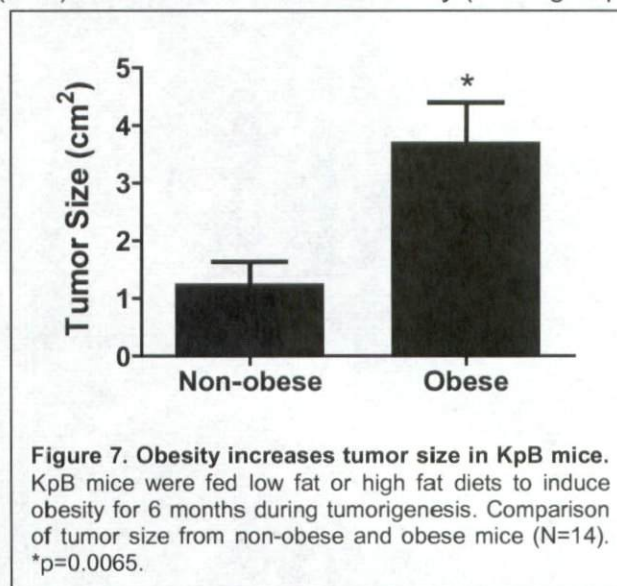 5
*
4
3
2
1
0
Tumor Size (cm²)
Non-obese Obese
Figure 7. Obesity increases tumor size in KpB mice.
KpB mice were fed low fat or high fat diets to induce
obesity for 6 months during tumorigenesis. Comparison
of tumor size from non-obese and obese mice (N=14).
*p=0.0065.